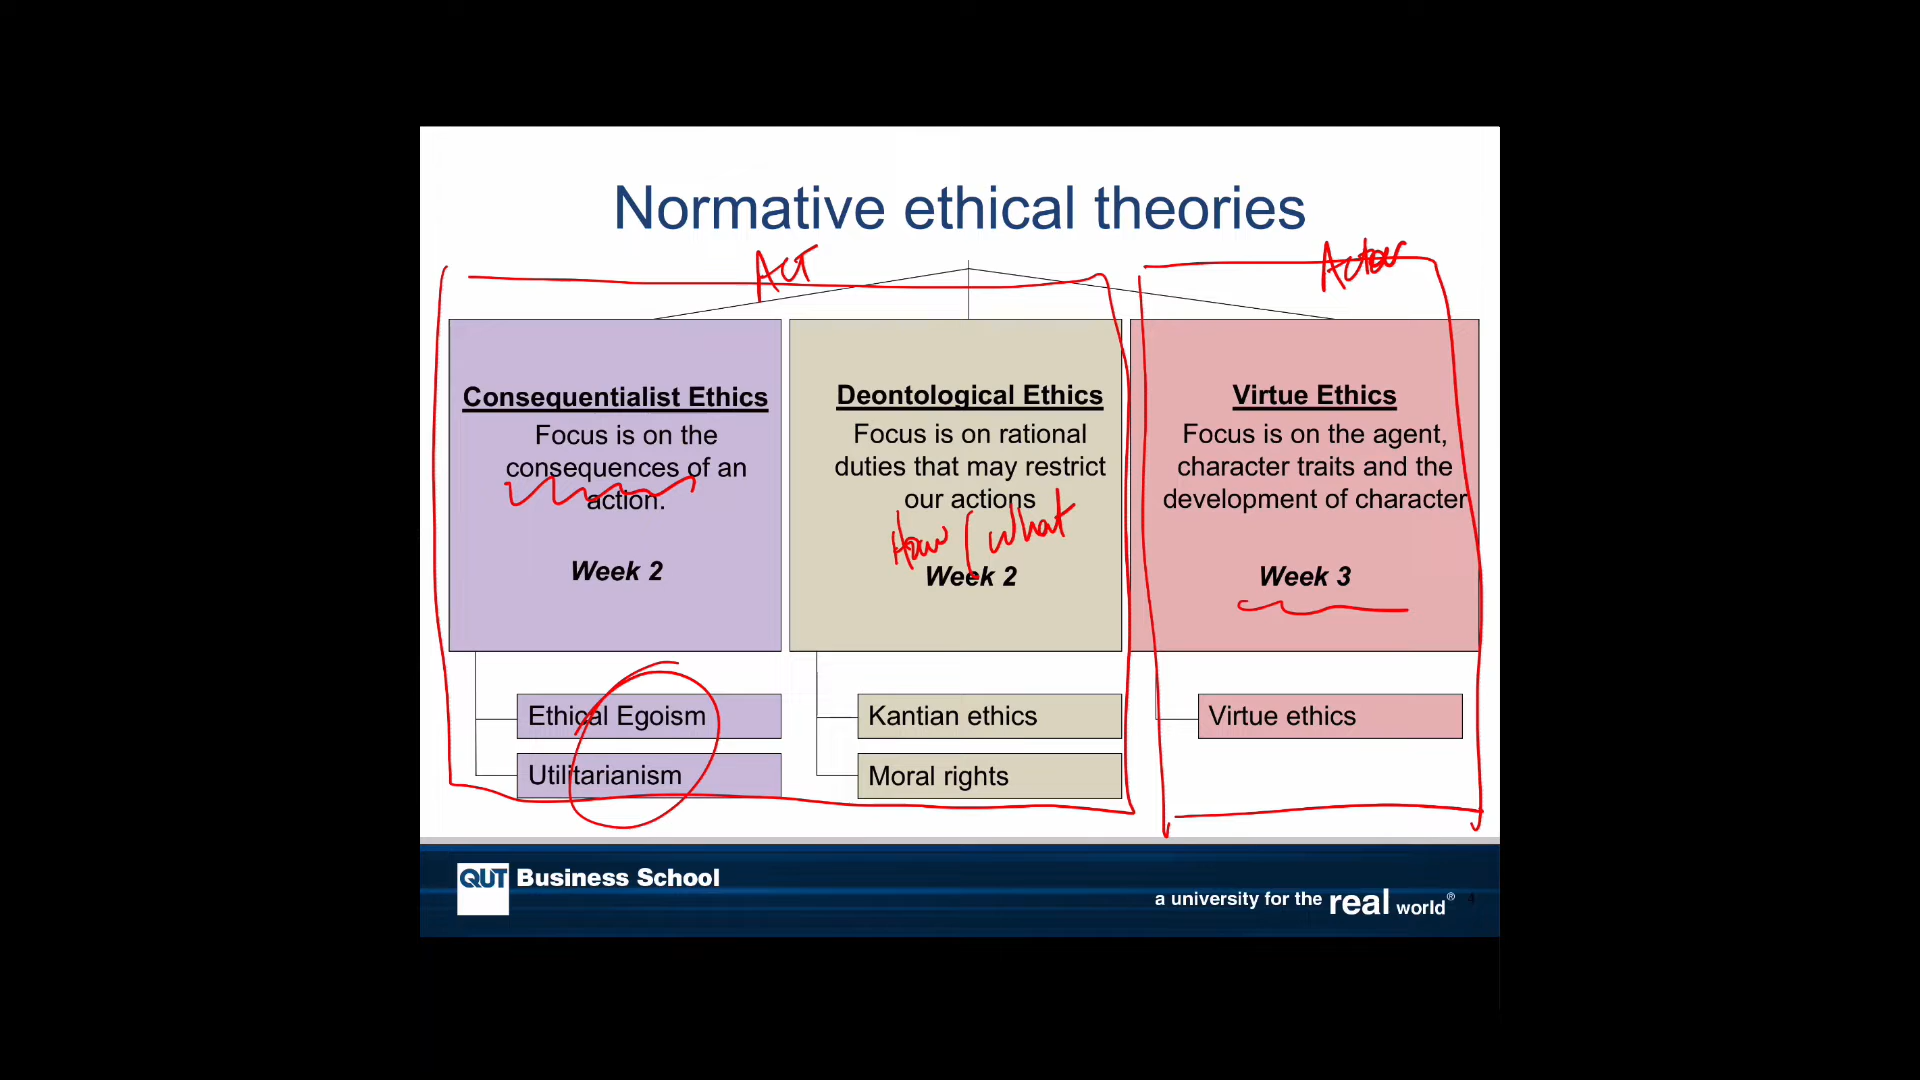 Normative ethical theories
Act
Actor
Consequentialist Ethics
Focus is on the
consequences of an
action.
Week 2
Deontological Ethics
Focus is on rational
duties that may restrict
our actions
How / What
Week 2
Virtue Ethics
Focus is on the agent,
character traits and the
development of character
Week 3
Ethical Egoism
Utilitarianism
Kantian ethics
Moral rights
Virtue ethics
QUT Business School
a university for the real world®
4